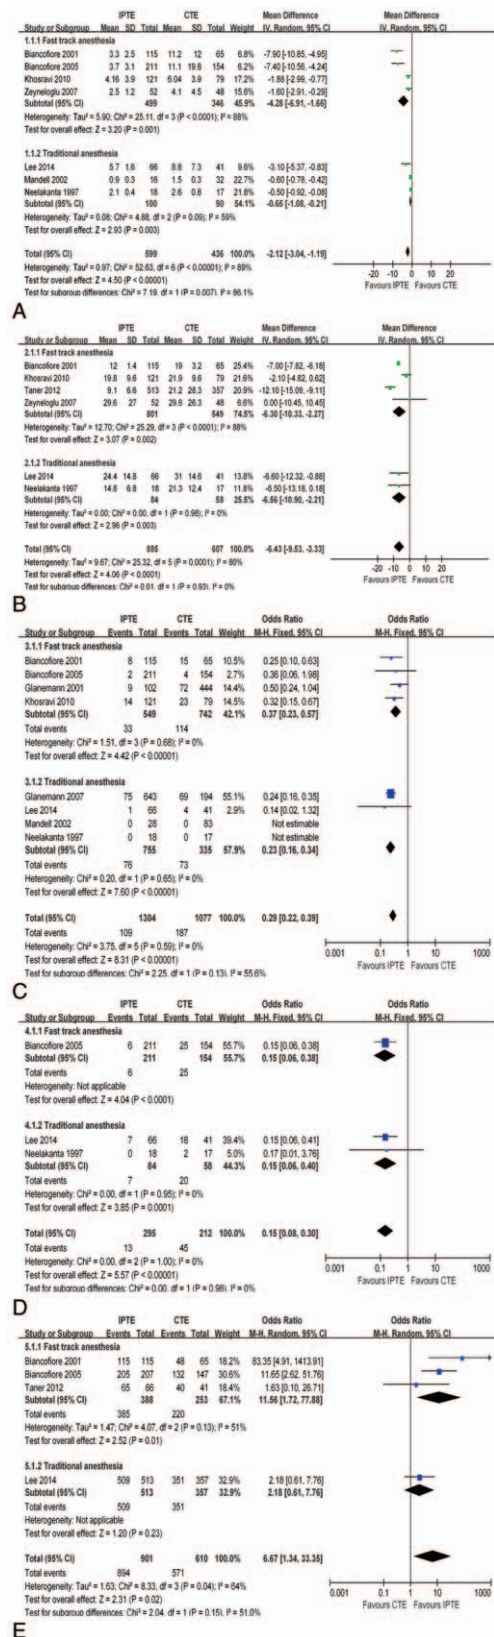 IPTE CTE Mean Difference Mean Difference
Study or Subgroup Mean SD Total Mean SD Total Weight IV. Random. 95% CI IV. Random. 95% CI
1.1.1 Fast track anesthesia
Biancofiore 2001 3.3 2.5 115 11.2 12 65 6.8% -7.90 [-10.85, -4.95]
Biancofiore 2005 3.7 3.1 211 11.1 19.8 154 6.3% -7.40 [-10.56, -4.24]
Khosravi 2010 4.16 3.9 121 6.04 3.9 79 17.2% -1.88 [-2.99, -0.77]
Zeyneloglu 2007 2.5 1.2 52 4.1 4.5 48 15.6% -1.60 [-2.91, -0.29]
Subtotal (95% CI) 499 346 45.9% -4.28 [-6.91, -1.66]
Heterogeneity: Tau² = 5.90; Chi² = 25.11, df = 3 (P < 0.0001); I² = 88%
Test for overall effect: Z = 3.20 (P = 0.001)
1.1.2 Traditional anesthesia
Lee 2014 5.7 1.6 66 8.8 7.3 41 9.8% -3.10 [-5.37, -0.83]
Mandell 2002 0.9 0.3 16 1.5 0.3 32 22.7% -0.60 [-0.78, -0.42]
Neelakanta 1997 2.1 0.4 18 2.6 0.8 17 21.7% -0.50 [-0.92, -0.08]
Subtotal (95% CI) 100 90 54.1% -0.65 [-1.08, -0.21]
Heterogeneity: Tau² = 0.08; Chi² = 4.88, df = 2 (P = 0.09); I² = 59%
Test for overall effect: Z = 2.93 (P = 0.003)
Total (95% CI) 599 436 100.0% -2.12 [-3.04, -1.19]
Heterogeneity: Tau² = 0.97; Chi² = 52.63, df = 6 (P < 0.00001); I² = 89%
Test for overall effect: Z = 4.50 (P < 0.00001)
Test for subgroup differences: Chi² = 7.19. df = 1 (P = 0.007). I² = 86.1%
-20 -10 0 10 20
Favours IPTE Favours CTE
A
IPTE CTE Mean Difference Mean Difference
Study or Subgroup Mean SD Total Mean SD Total Weight IV. Random. 95% CI IV. Random. 95% CI
2.1.1 Fast track anesthesia
Biancofiore 2001 12 1.4 115 19 3.2 65 25.4% -7.00 [-7.82, -6.18]
Khosravi 2010 19.8 9.6 121 21.9 9.6 79 21.7% -2.10 [-4.82, 0.62]
Taner 2012 9.1 6.6 513 21.2 28.3 357 20.8% -12.10 [-15.09, -9.11]
Zeyneloglu 2007 29.6 27 52 29.6 26.3 48 6.6% 0.00 [-10.45, 10.45]
Subtotal (95% CI) 801 549 74.5% -6.30 [-10.33, -2.27]
Heterogeneity: Tau² = 12.70; Chi² = 25.29, df = 3 (P < 0.0001); I² = 88%
Test for overall effect: Z = 3.07 (P = 0.002)
2.1.2 Traditional anesthesia
Lee 2014 24.4 14.8 66 31 14.6 41 13.8% -6.60 [-12.32, -0.88]
Neelakanta 1997 14.8 6.8 18 21.3 12.4 17 11.8% -6.50 [-13.18, 0.18]
Subtotal (95% CI) 84 58 25.5% -6.56 [-10.90, -2.21]
Heterogeneity: Tau² = 0.00; Chi² = 0.00, df = 1 (P = 0.98); I² = 0%
Test for overall effect: Z = 2.96 (P = 0.003)
Total (95% CI) 885 607 100.0% -6.43 [-9.53, -3.33]
Heterogeneity: Tau² = 9.67; Chi² = 25.32, df = 5 (P = 0.0001); I² = 80%
Test for overall effect: Z = 4.06 (P < 0.0001)
Test for subgroup differences: Chi² = 0.01. df = 1 (P = 0.93). I² = 0%
-20 -10 0 10 20
Favours IPTE Favours CTE
B
IPTE CTE Odds Ratio Odds Ratio
Study or Subgroup Events Total Events Total Weight M-H. Fixed. 95% CI M-H. Fixed. 95% CI
3.1.1 Fast track anesthesia
Biancofiore 2001 8 115 15 65 10.5% 0.25 [0.10, 0.63]
Biancofiore 2005 2 211 4 154 2.7% 0.36 [0.06, 1.98]
Glanemann 2001 9 102 72 444 14.4% 0.50 [0.24, 1.04]
Khosravi 2010 14 121 23 79 14.5% 0.32 [0.15, 0.67]
Subtotal (95% CI) 549 742 42.1% 0.37 [0.23, 0.57]
Total events 33 114
Heterogeneity: Chi² = 1.51, df = 3 (P = 0.68); I² = 0%
Test for overall effect: Z = 4.42 (P < 0.00001)
3.1.2 Traditional anesthesia
Glanemann 2007 75 643 69 194 55.1% 0.24 [0.16, 0.35]
Lee 2014 1 66 4 41 2.9% 0.14 [0.02, 1.32]
Mandell 2002 0 28 0 83 Not estimable
Neelakanta 1997 0 18 0 17 Not estimable
Subtotal (95% CI) 755 335 57.9% 0.23 [0.16, 0.34]
Total events 76 73
Heterogeneity: Chi² = 0.20, df = 1 (P = 0.65); I² = 0%
Test for overall effect: Z = 7.60 (P < 0.00001)
Total (95% CI) 1304 1077 100.0% 0.29 [0.22, 0.39]
Total events 109 187
Heterogeneity: Chi² = 3.75, df = 5 (P = 0.59); I² = 0%
Test for overall effect: Z = 8.31 (P < 0.00001)
Test for subgroup differences: Chi² = 2.25. df = 1 (P = 0.13). I² = 55.6%
0.001 0.1 1 10 1000
Favours IPTE Favours CTE
C
IPTE CTE Odds Ratio Odds Ratio
Study or Subgroup Events Total Events Total Weight M-H. Fixed. 95% CI M-H. Fixed. 95% CI
4.1.1 Fast track anesthesia
Biancofiore 2005 6 211 25 154 55.7% 0.15 [0.06, 0.38]
Subtotal (95% CI) 211 154 55.7% 0.15 [0.06, 0.38]
Total events 6 25
Heterogeneity: Not applicable
Test for overall effect: Z = 4.04 (P < 0.0001)
4.1.2 Traditional anesthesia
Lee 2014 7 66 18 41 39.4% 0.15 [0.06, 0.41]
Neelakanta 1997 0 18 2 17 5.0% 0.17 [0.01, 3.76]
Subtotal (95% CI) 84 58 44.3% 0.15 [0.06, 0.40]
Total events 7 20
Heterogeneity: Chi² = 0.00, df = 1 (P = 0.95); I² = 0%
Test for overall effect: Z = 3.85 (P = 0.0001)
Total (95% CI) 295 212 100.0% 0.15 [0.08, 0.30]
Total events 13 45
Heterogeneity: Chi² = 0.00, df = 2 (P = 1.00); I² = 0%
Test for overall effect: Z = 5.57 (P < 0.00001)
Test for subgroup differences: Chi² = 0.00. df = 1 (P = 0.98). I² = 0%
0.001 0.1 1 10 1000
Favours CTE Favours IPTE
D
IPTE CTE Odds Ratio Odds Ratio
Study or Subgroup Events Total Events Total Weight M-H. Random. 95% CI M-H. Random. 95% CI
5.1.1 Fast track anesthesia
Biancofiore 2001 115 115 48 65 18.2% 83.35 [4.91, 1413.91]
Biancofiore 2005 205 207 132 147 30.6% 11.65 [2.62, 51.76]
Taner 2012 65 66 40 41 18.3% 1.63 [0.10, 26.71]
Subtotal (95% CI) 388 253 67.1% 11.56 [1.72, 77.88]
Total events 385 220
Heterogeneity: Tau² = 1.47; Chi² = 4.07, df = 2 (P = 0.13); I² = 51%
Test for overall effect: Z = 2.52 (P = 0.01)
5.1.2 Traditional anesthesia
Lee 2014 509 513 351 357 32.9% 2.18 [0.61, 7.76]
Subtotal (95% CI) 513 357 32.9% 2.18 [0.61, 7.76]
Total events 509 351
Heterogeneity: Not applicable
Test for overall effect: Z = 1.20 (P = 0.23)
Total (95% CI) 901 610 100.0% 6.67 [1.34, 33.35]
Total events 894 571
Heterogeneity: Tau² = 1.63; Chi² = 8.33, df = 3 (P = 0.04); I² = 64%
Test for overall effect: Z = 2.31 (P = 0.02)
Test for subgroup differences: Chi² = 2.04. df = 1 (P = 0.15). I² = 51.0%
0.001 0.1 1 10 1000
Favours CTE Favours IPTE
E